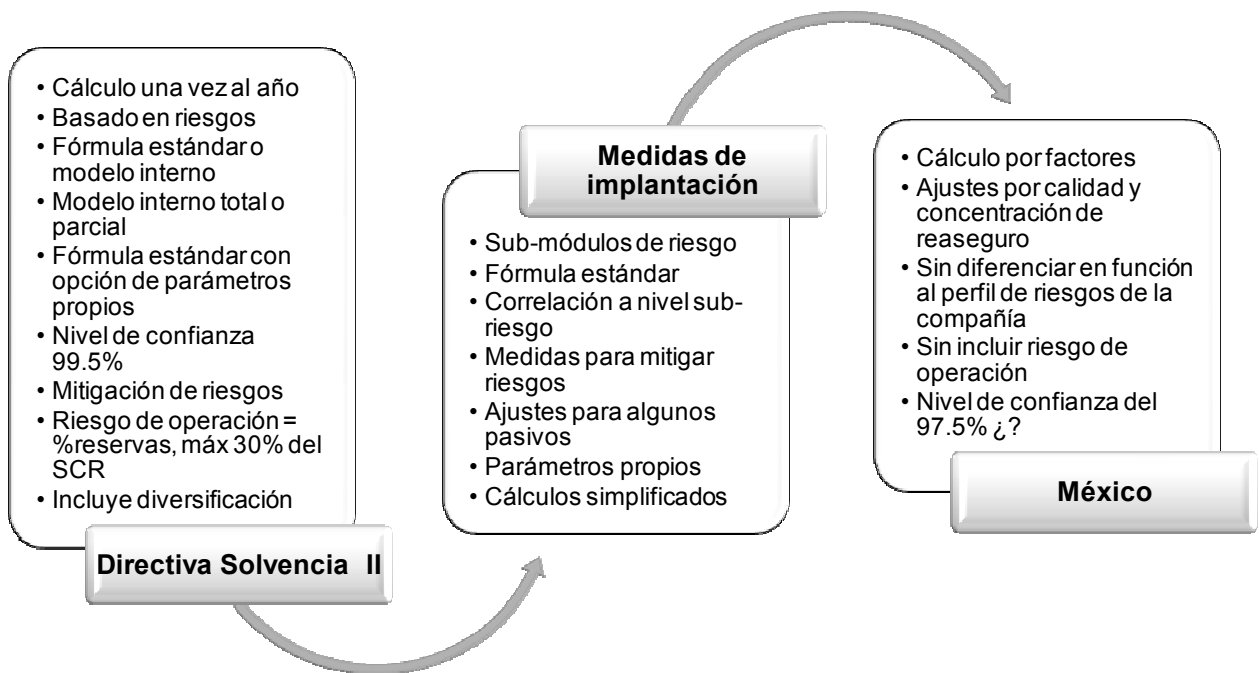 • Cálculo una vez al año
• Basado en riesgos
• Fórmula estándar o
modelo interno
• Modelo interno total o
parcial
• Fórmula estándar con
opción de parámetros
propios
• Nivel de confianza
99.5%
• Mitigación de riesgos
• Riesgo de operación =
%reservas, máx 30% del
SCR
• Incluye diversificación
Directiva Solvencia II
Medidas de
implantación
• Sub-módulos de riesgo
• Fórmula estándar
• Correlación a nivel sub-
riesgo
• Medidas para mitigar
riesgos
• Ajustes para algunos
pasivos
• Parámetros propios
• Cálculos simplificados
• Cálculo por factores
• Ajustes por calidad y
concentración de
reaseguro
• Sin diferenciar en función
al perfil de riesgos de la
compañía
• Sin incluir riesgo de
operación
• Nivel de confianza del
97.5% ¿?
México